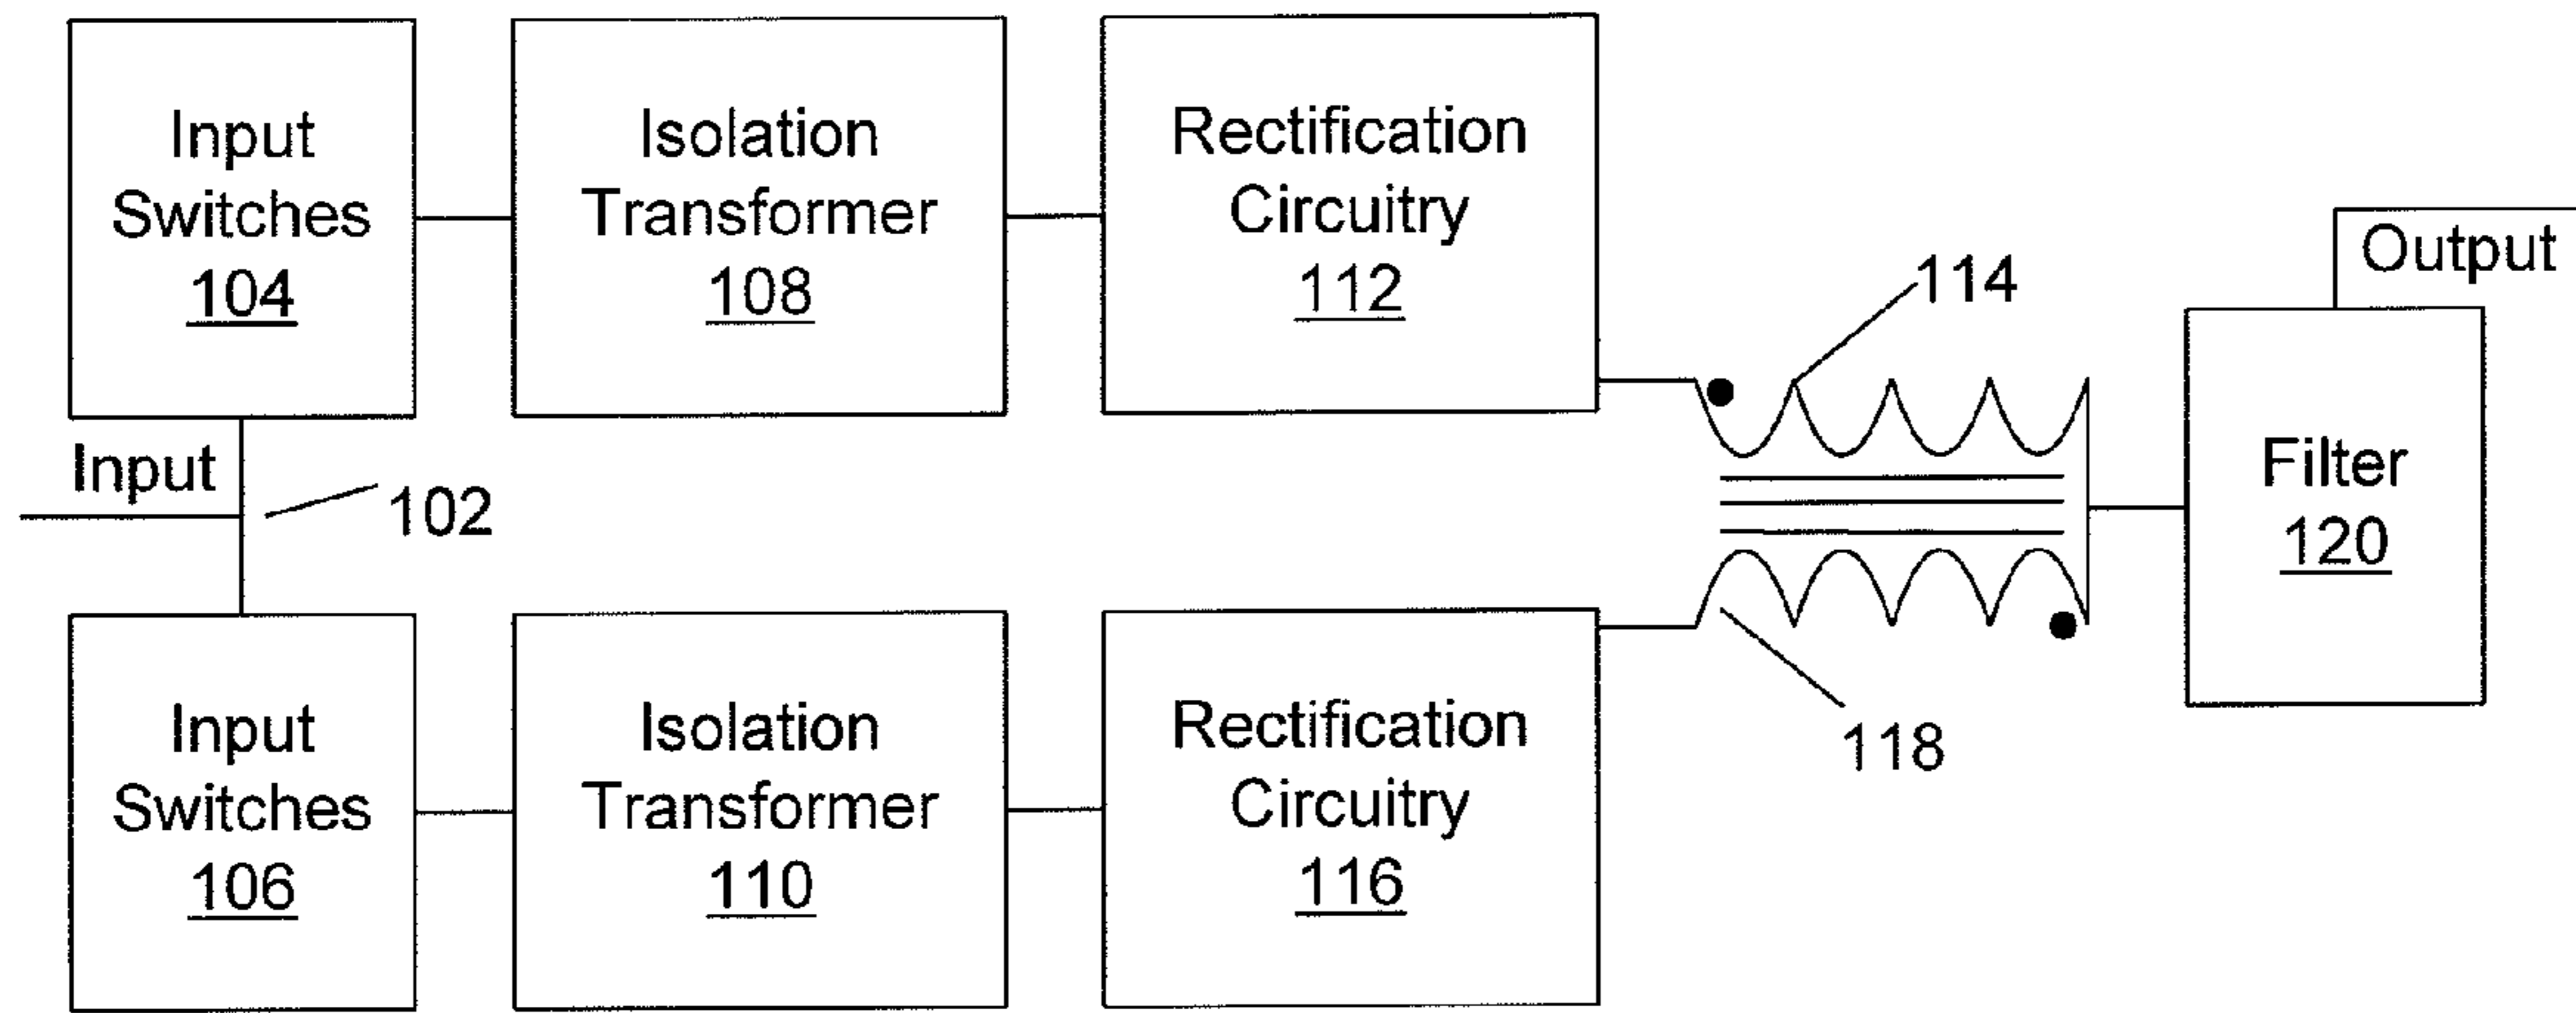 Input
Switches
104
Isolation
Transformer
108
Rectification
Circuitry
112
114
Output
Input
102
Filter
120
Input
Switches
106
Isolation
Transformer
110
Rectification
Circuitry
116
118